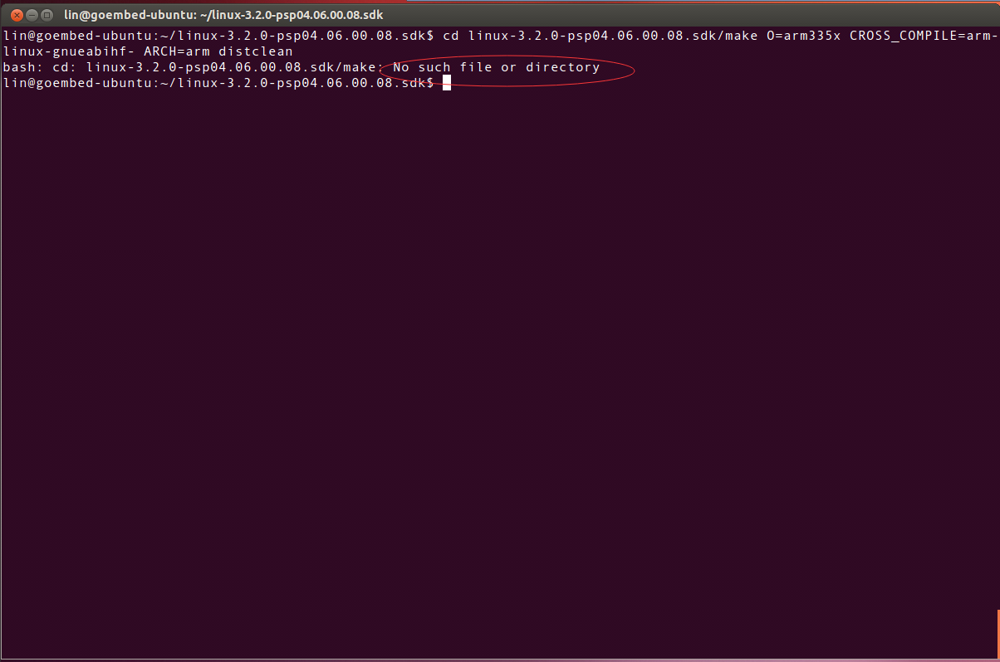 lin@goembed-ubuntu: ~/linux-3.2.0-psp04.06.00.08.sdk
lin@goembed-ubuntu:~/linux-3.2.0-psp04.06.00.08.sdk$ cd linux-3.2.0-psp04.06.00.08.sdk/make O=arm335x CROSS_COMPILE=arm-
linux-gnueabihf- ARCH=arm distclean
bash: cd: linux-3.2.0-psp04.06.00.08.sdk/make: No such file or directory
lin@goembed-ubuntu:~/linux-3.2.0-psp04.06.00.08.sdk$